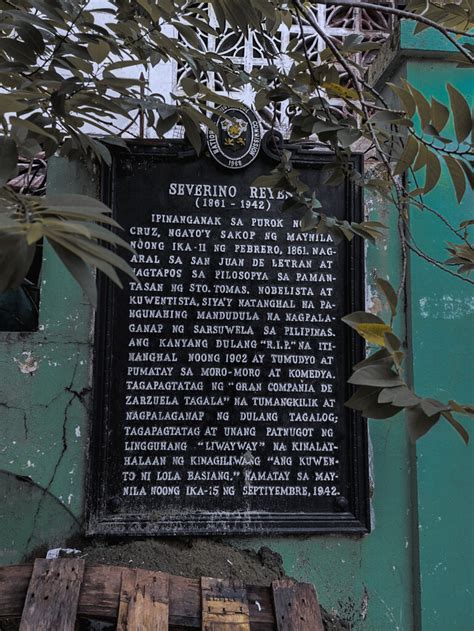 SEVERINO REYES
(1961 - 1942)
IPINANGANAK SA PUROK NG
CRUZ, NGAYO'Y SAKOP NG MAYNILA
NOONG IKA-11 NG PEBRERO, 1861. NAG-
ARAL SA SAN JUAN DE LETRAN AT
NAGTAPOS SA PILOSOPYA SA PAMAN-
TASAN NG STO. TOMAS. NOBELISTA AT
KUWENTISTA, SIYA'Y NATANGHAL NA PA-
NGUNAHING MANDUDULA NA NAGPALA-
GANAP NG SARSUWELA SA PILIPINAS.
ANG KANYANG DULANG "R.I.P." NA ITI-
NANGHAL NOONG 1902 AY TUMUDYO AT
PUMATAY SA MORO-MORO AT KOMEDYA.
TAGAPAGTATAG NG "GRAN COMPAÑIA DE
ZARZUELA TAGALA" NA TUMANGKILIK AT
NAGPALAGANAP NG DULANG TAGALOG;
TAGAPAGTATAG AT UNANG PATNUGOT NG
LINGGUHANG "LIWAYWAY" NA KINALAT-
HALAAN NG KINAGILIWANG "ANG KUWEN-
TO NI LOLA BASIANG." NAMATAY SA MAY-
NILA NOONG IKA-15 NG SEPTIYEMBRE, 1942.